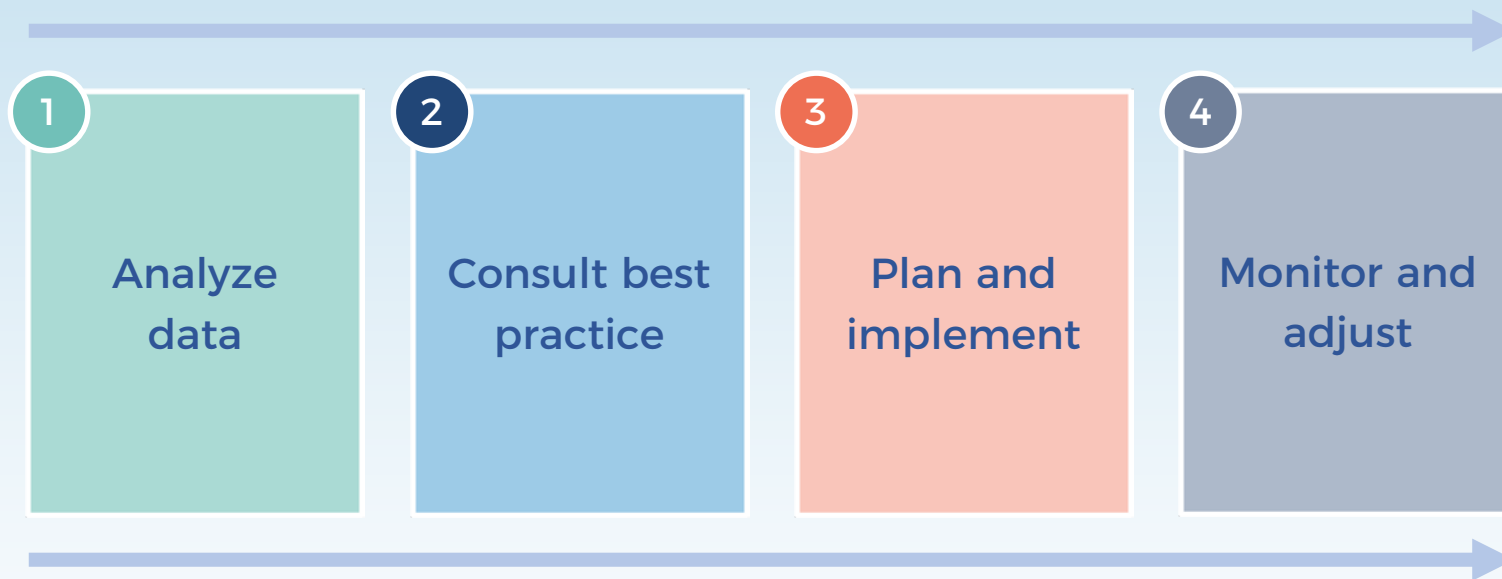 1
Analyze
data
2
Consult best
practice
3
Plan and
implement
4
Monitor and
adjust